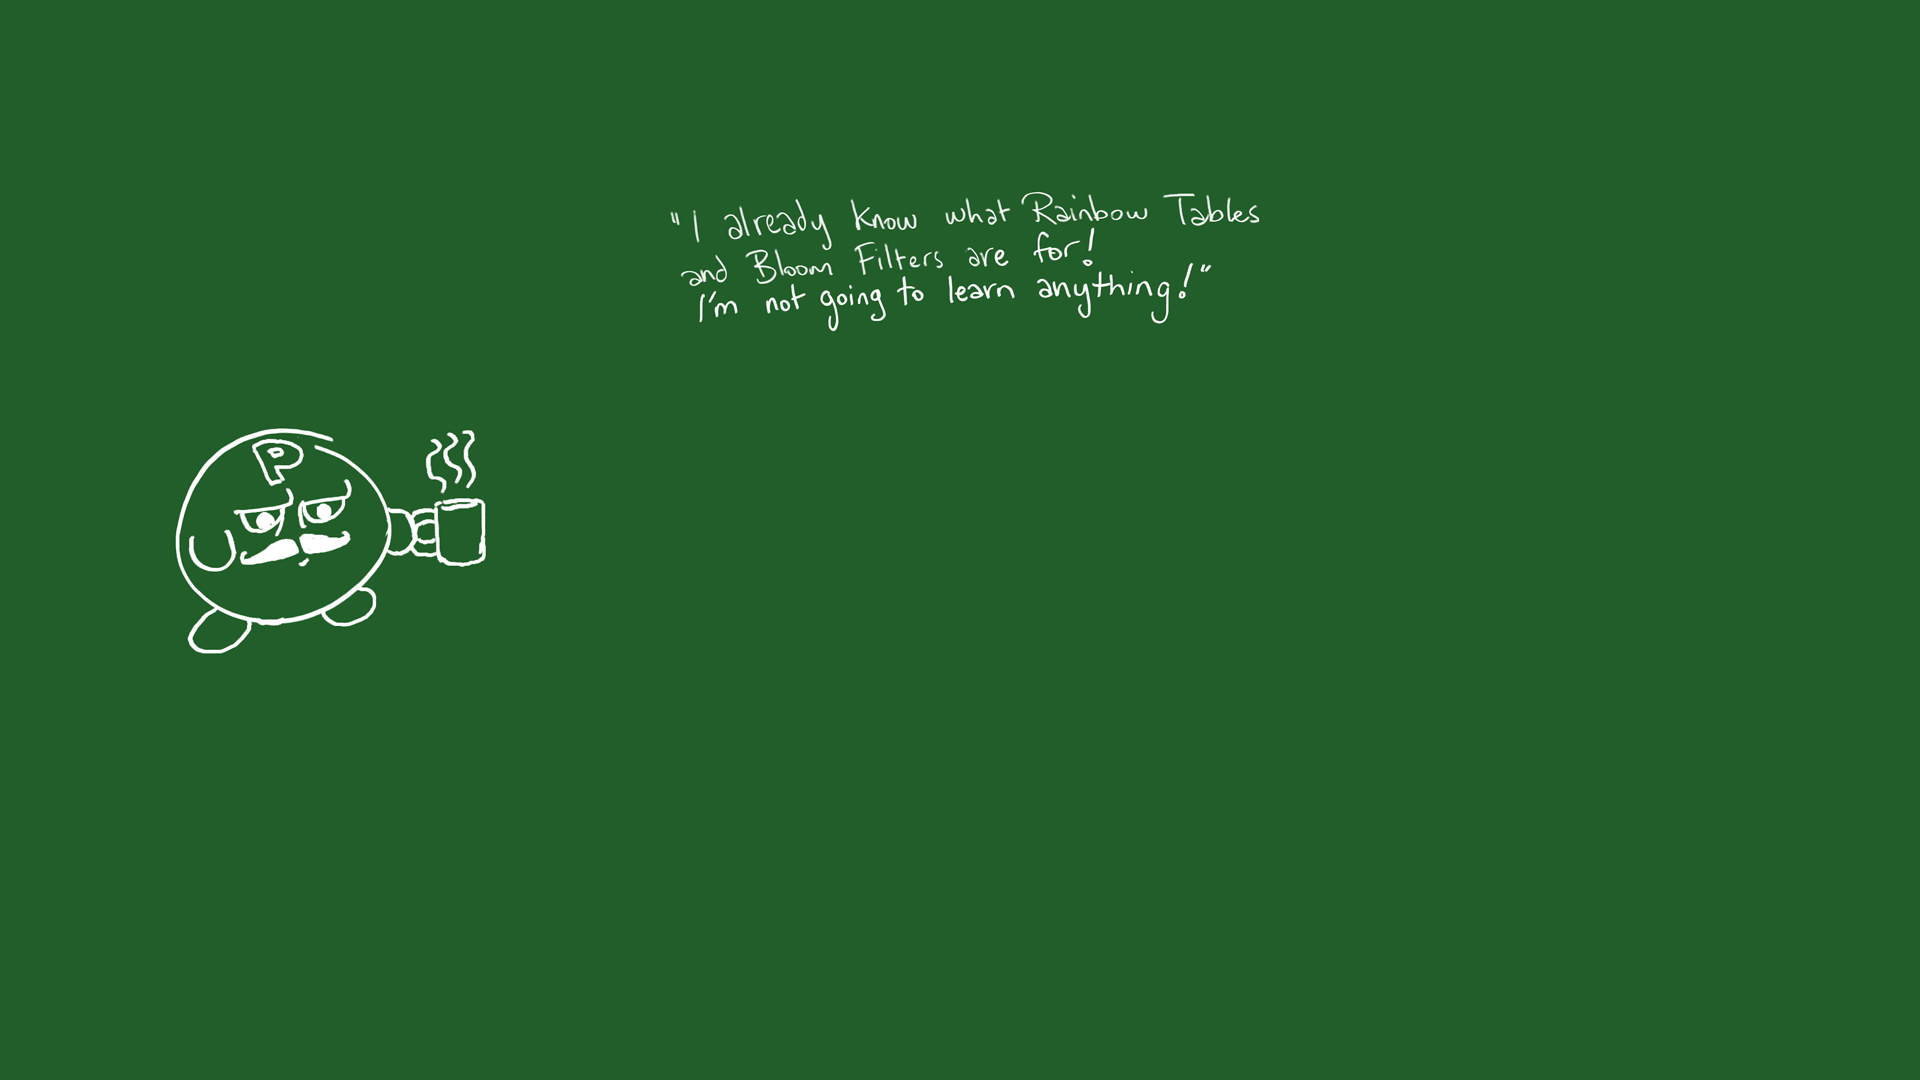 "I already know what Rainbow Tables
and Bloom Filters are for!
I'm not going to learn anything!"
P